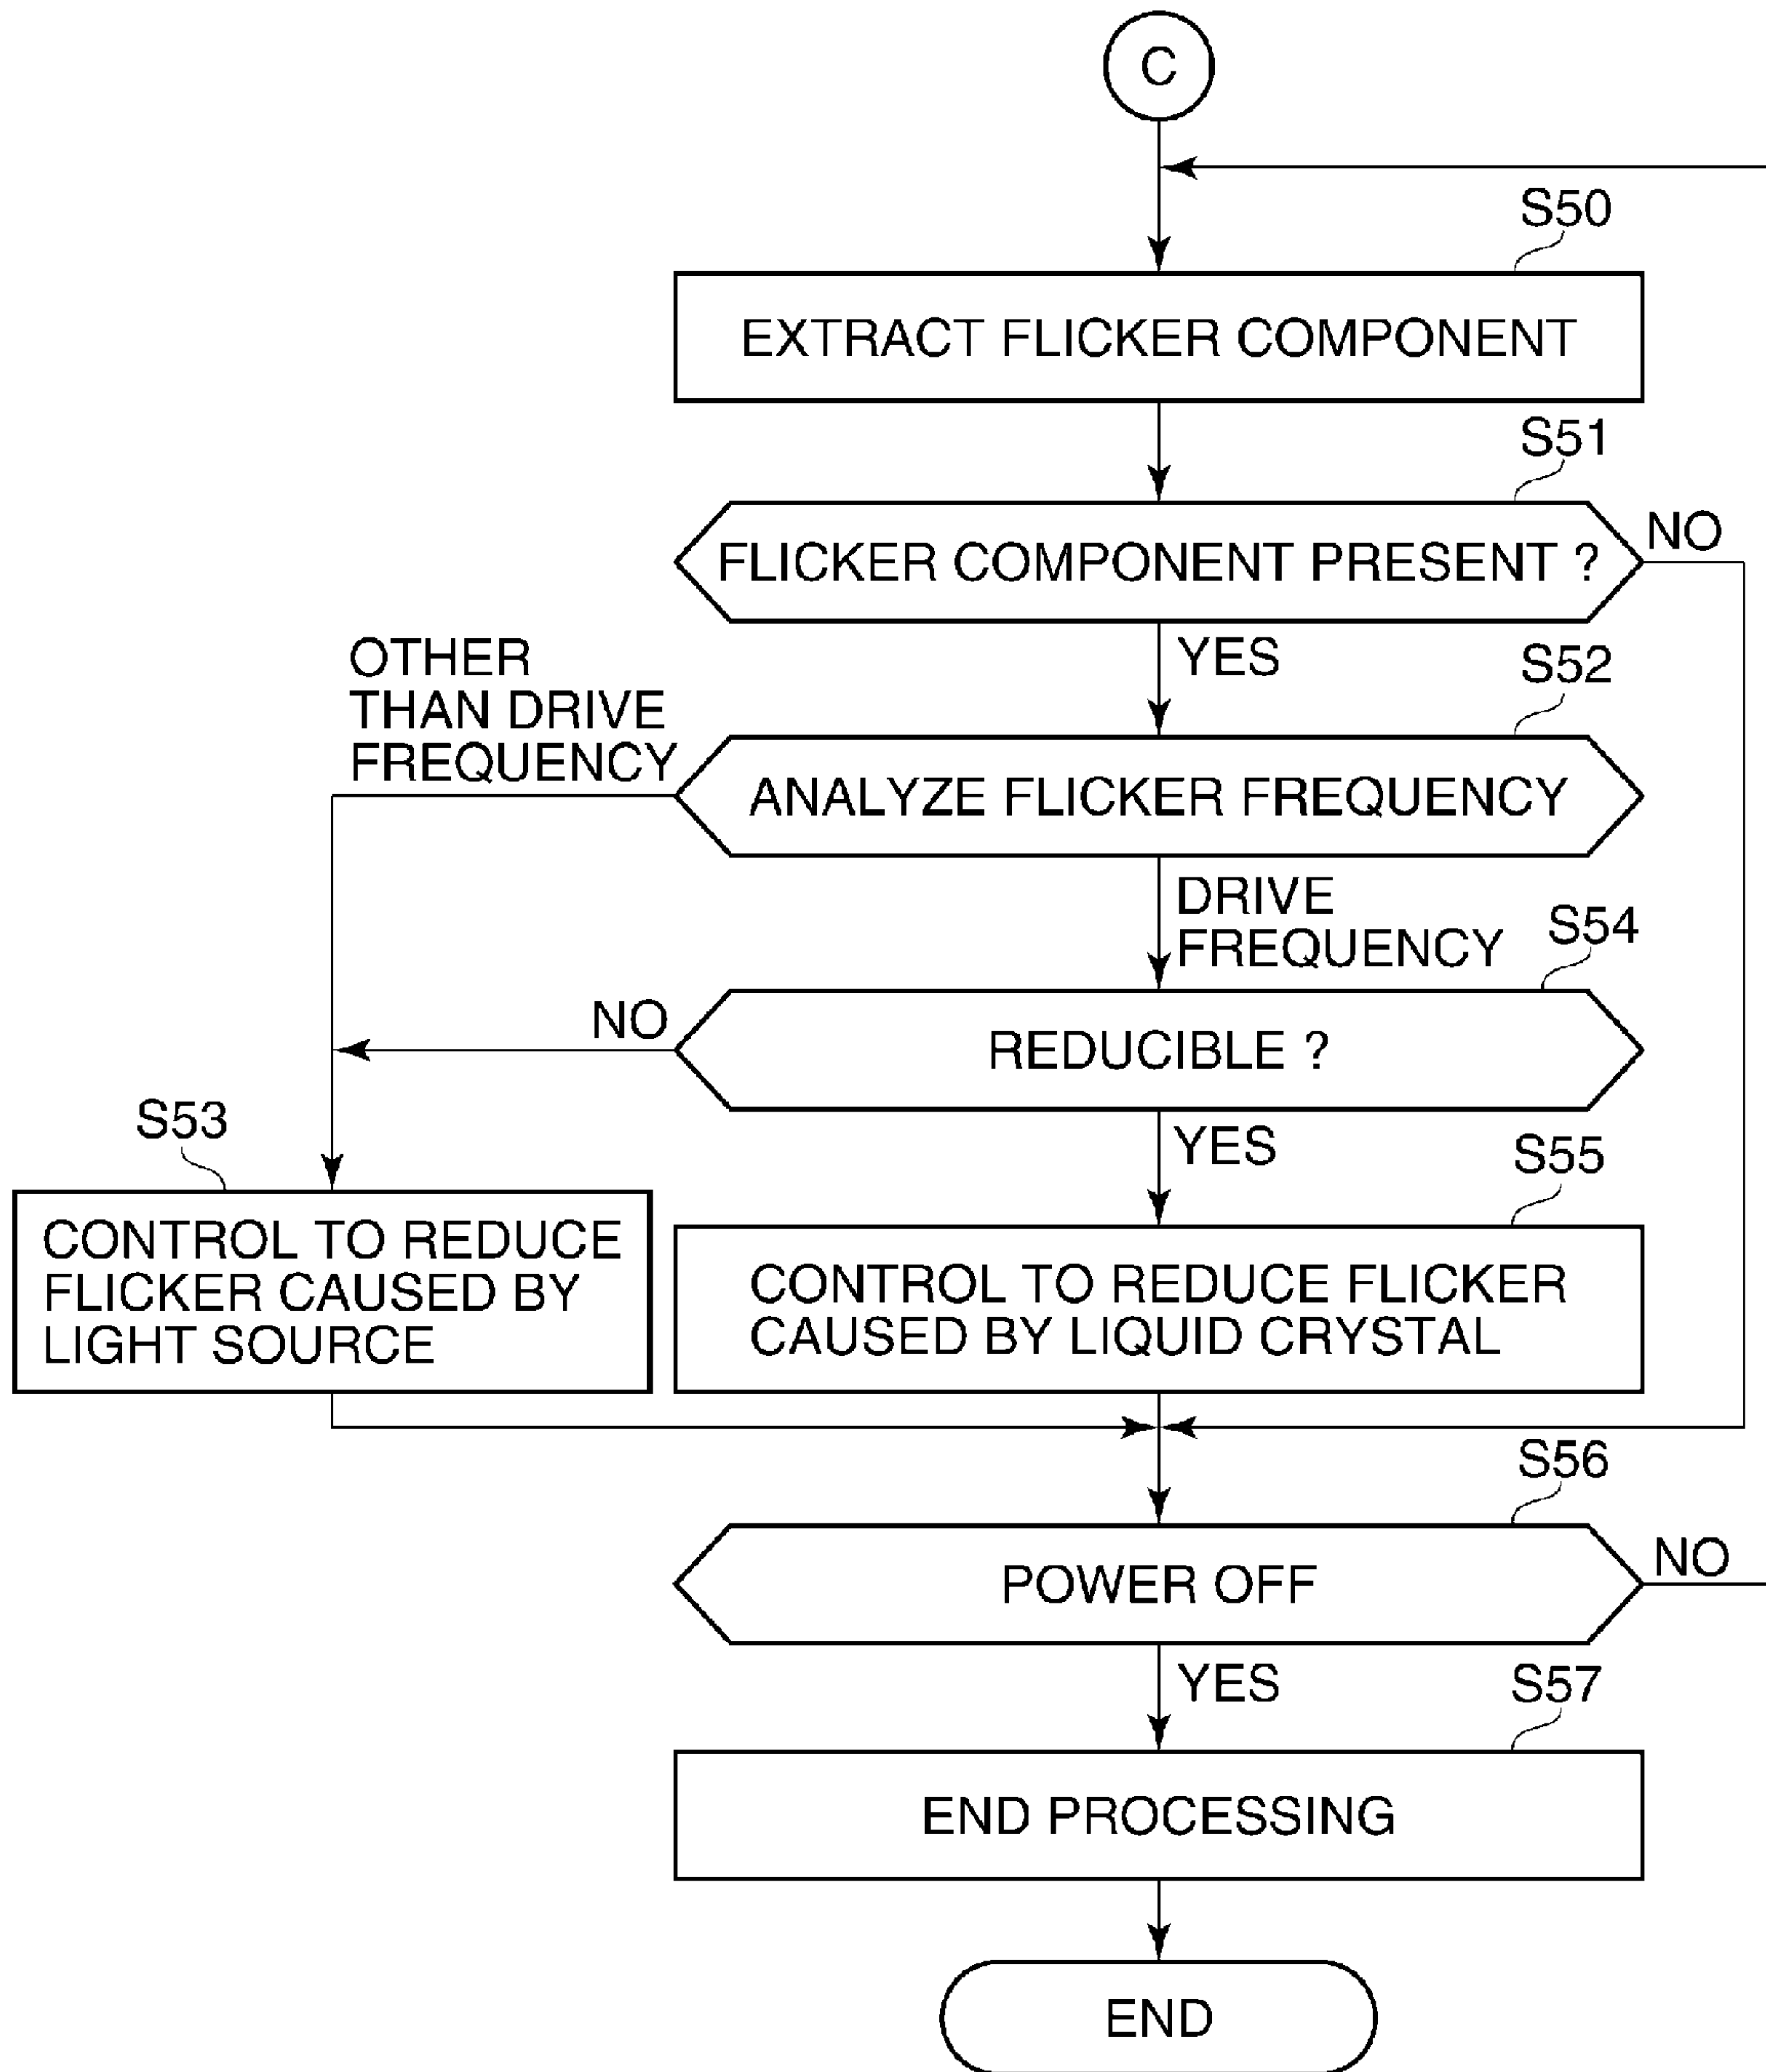 C
S50
EXTRACT FLICKER COMPONENT
S51
FLICKER COMPONENT PRESENT ?
NO
YES
OTHER
THAN DRIVE
FREQUENCY
S52
ANALYZE FLICKER FREQUENCY
DRIVE
FREQUENCY
S54
NO
REDUCIBLE ?
S53
YES
S55
CONTROL TO REDUCE
FLICKER CAUSED BY
LIGHT SOURCE
CONTROL TO REDUCE FLICKER
CAUSED BY LIQUID CRYSTAL
S56
POWER OFF
NO
YES
S57
END PROCESSING
END